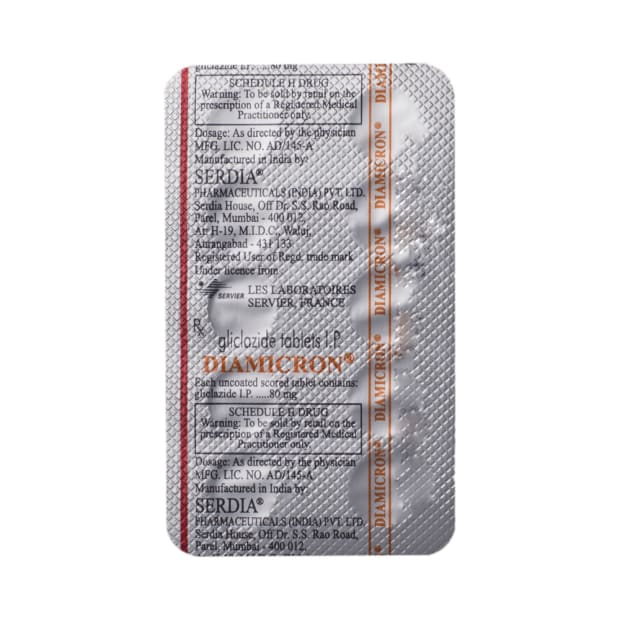 gliclazide I.P. .....80 mg
SCHEDULE H DRUG
Warning: To be sold by retail on the
prescription of a Registered Medical
Practitioner only.
Dosage: As directed by the physician
MFG. LIC. NO. AD/145-A
Manufactured in India by:
SERDIA®
PHARMACEUTICALS (INDIA) PVT. LTD.
Serdia House, Off Dr. S.S. Rao Road,
Parel, Mumbai - 400 012.
At: H-19, M.I.D.C., Waluj,
Aurangabad - 431 133
Registered User of Regd. trade mark
Under licence from
SERVIER
LES LABORATOIRES
SERVIER, FRANCE
Rx
gliclazide tablets I.P.
DIAMICRON®
Each uncoated scored tablet contains:
gliclazide I.P. .....80 mg
SCHEDULE H DRUG
Warning: To be sold by retail on the
prescription of a Registered Medical
Practitioner only.
Dosage: As directed by the physician
MFG. LIC. NO. AD/145-A
Manufactured in India by:
SERDIA®
PHARMACEUTICALS (INDIA) PVT. LTD.
Serdia House, Off Dr. S.S. Rao Road,
Parel, Mumbai - 400 012.
DIAMICRON®
DIAMICRON®
DIAMICRON®
DIAMICRON®
DIAMICRON®